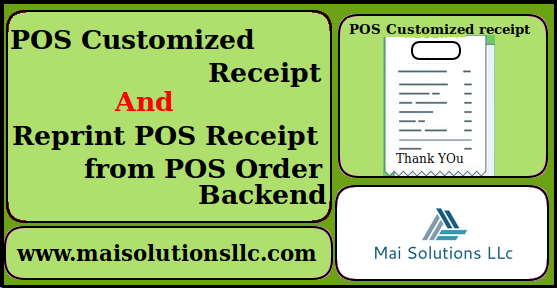 POS Customized
Receipt
And
Reprint POS Receipt
from POS Order
Backend
www.maisolutionsllc.com
POS Customized receipt
Thank YOu
Mai Solutions LLc